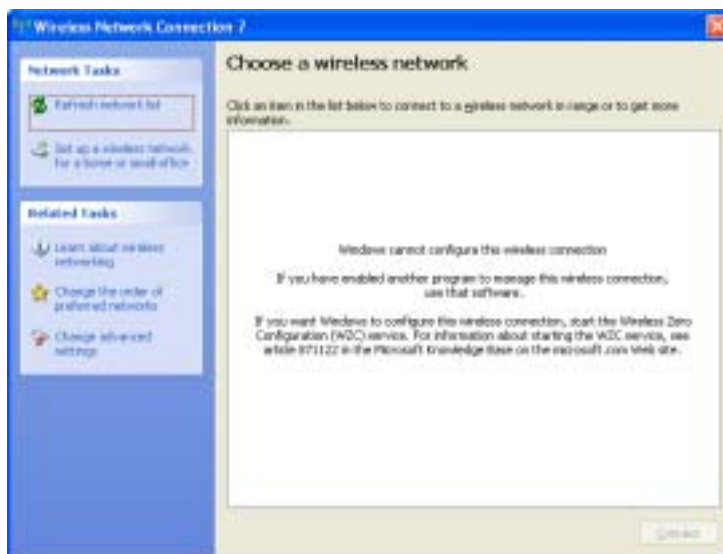 Wireless Network Connection 7
Network Tasks
Refresh network list
Set up a wireless network
for a home or small office
Related Tasks
Learn about wireless
networking
Change the order of
preferred networks
Change advanced
settings
Choose a wireless network
Click an item in the list below to connect to a wireless network in range or to get more
information.
Windows cannot configure this wireless connection
If you have enabled another program to manage this wireless connection,
use that software.
If you want Windows to configure this wireless connection, start the Wireless Zero
Configuration (WZC) service. For information about starting the WZC service, see
article 871122 in the Microsoft Knowledge Base on the microsoft.com Web site.
Connect